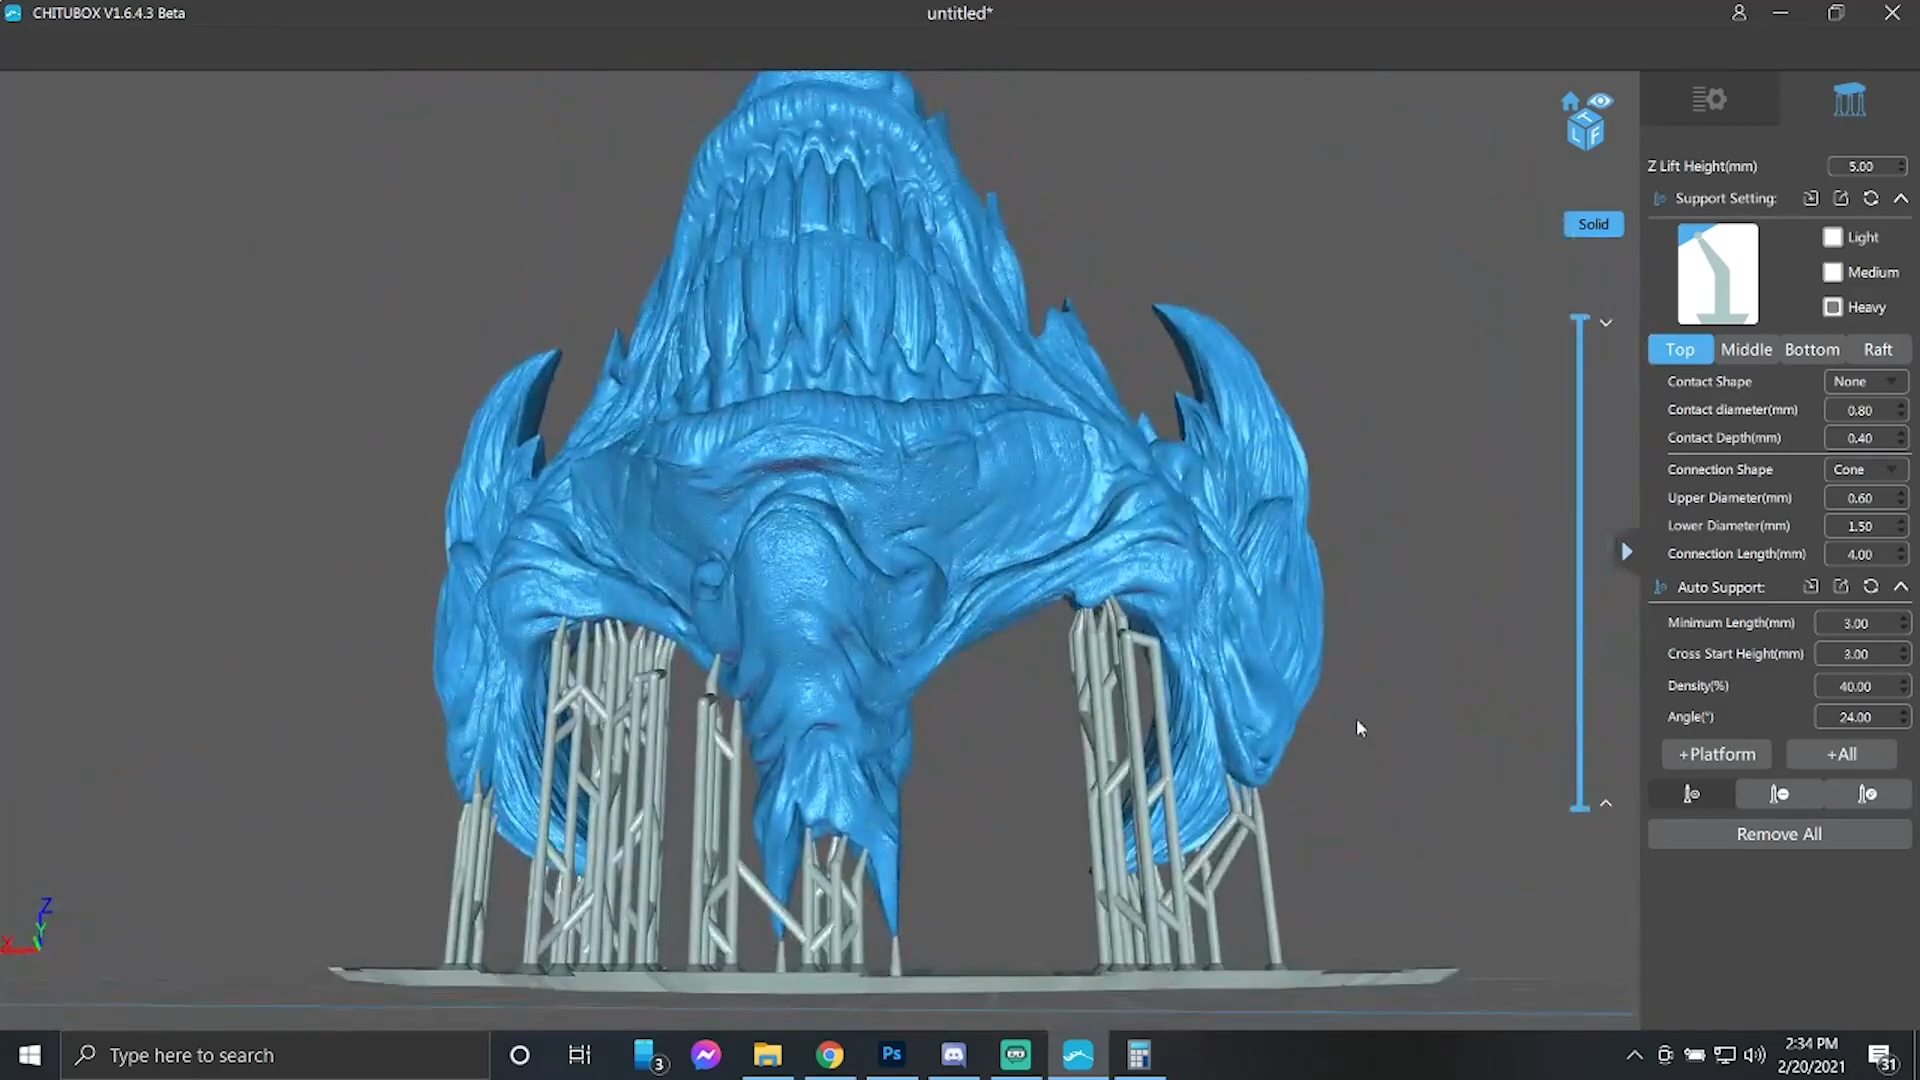 CHITUBOX V1.6.4.3 Beta
untitled*
T
L F
Solid
Z Lift Height(mm) 5.00
Support Setting:
Light
Medium
Heavy
Top Middle Bottom Raft
Contact Shape None
Contact diameter(mm) 0.80
Contact Depth(mm) 0.40
Connection Shape Cone
Upper Diameter(mm) 0.60
Lower Diameter(mm) 1.50
Connection Length(mm) 4.00
Auto Support:
Minimum Length(mm) 3.00
Cross Start Height(mm) 3.00
Density(%) 40.00
Angle(°) 24.00
+Platform +All
Remove All
Z
Y
X
Type here to search
3
Ps
2:34 PM
2/20/2021
31